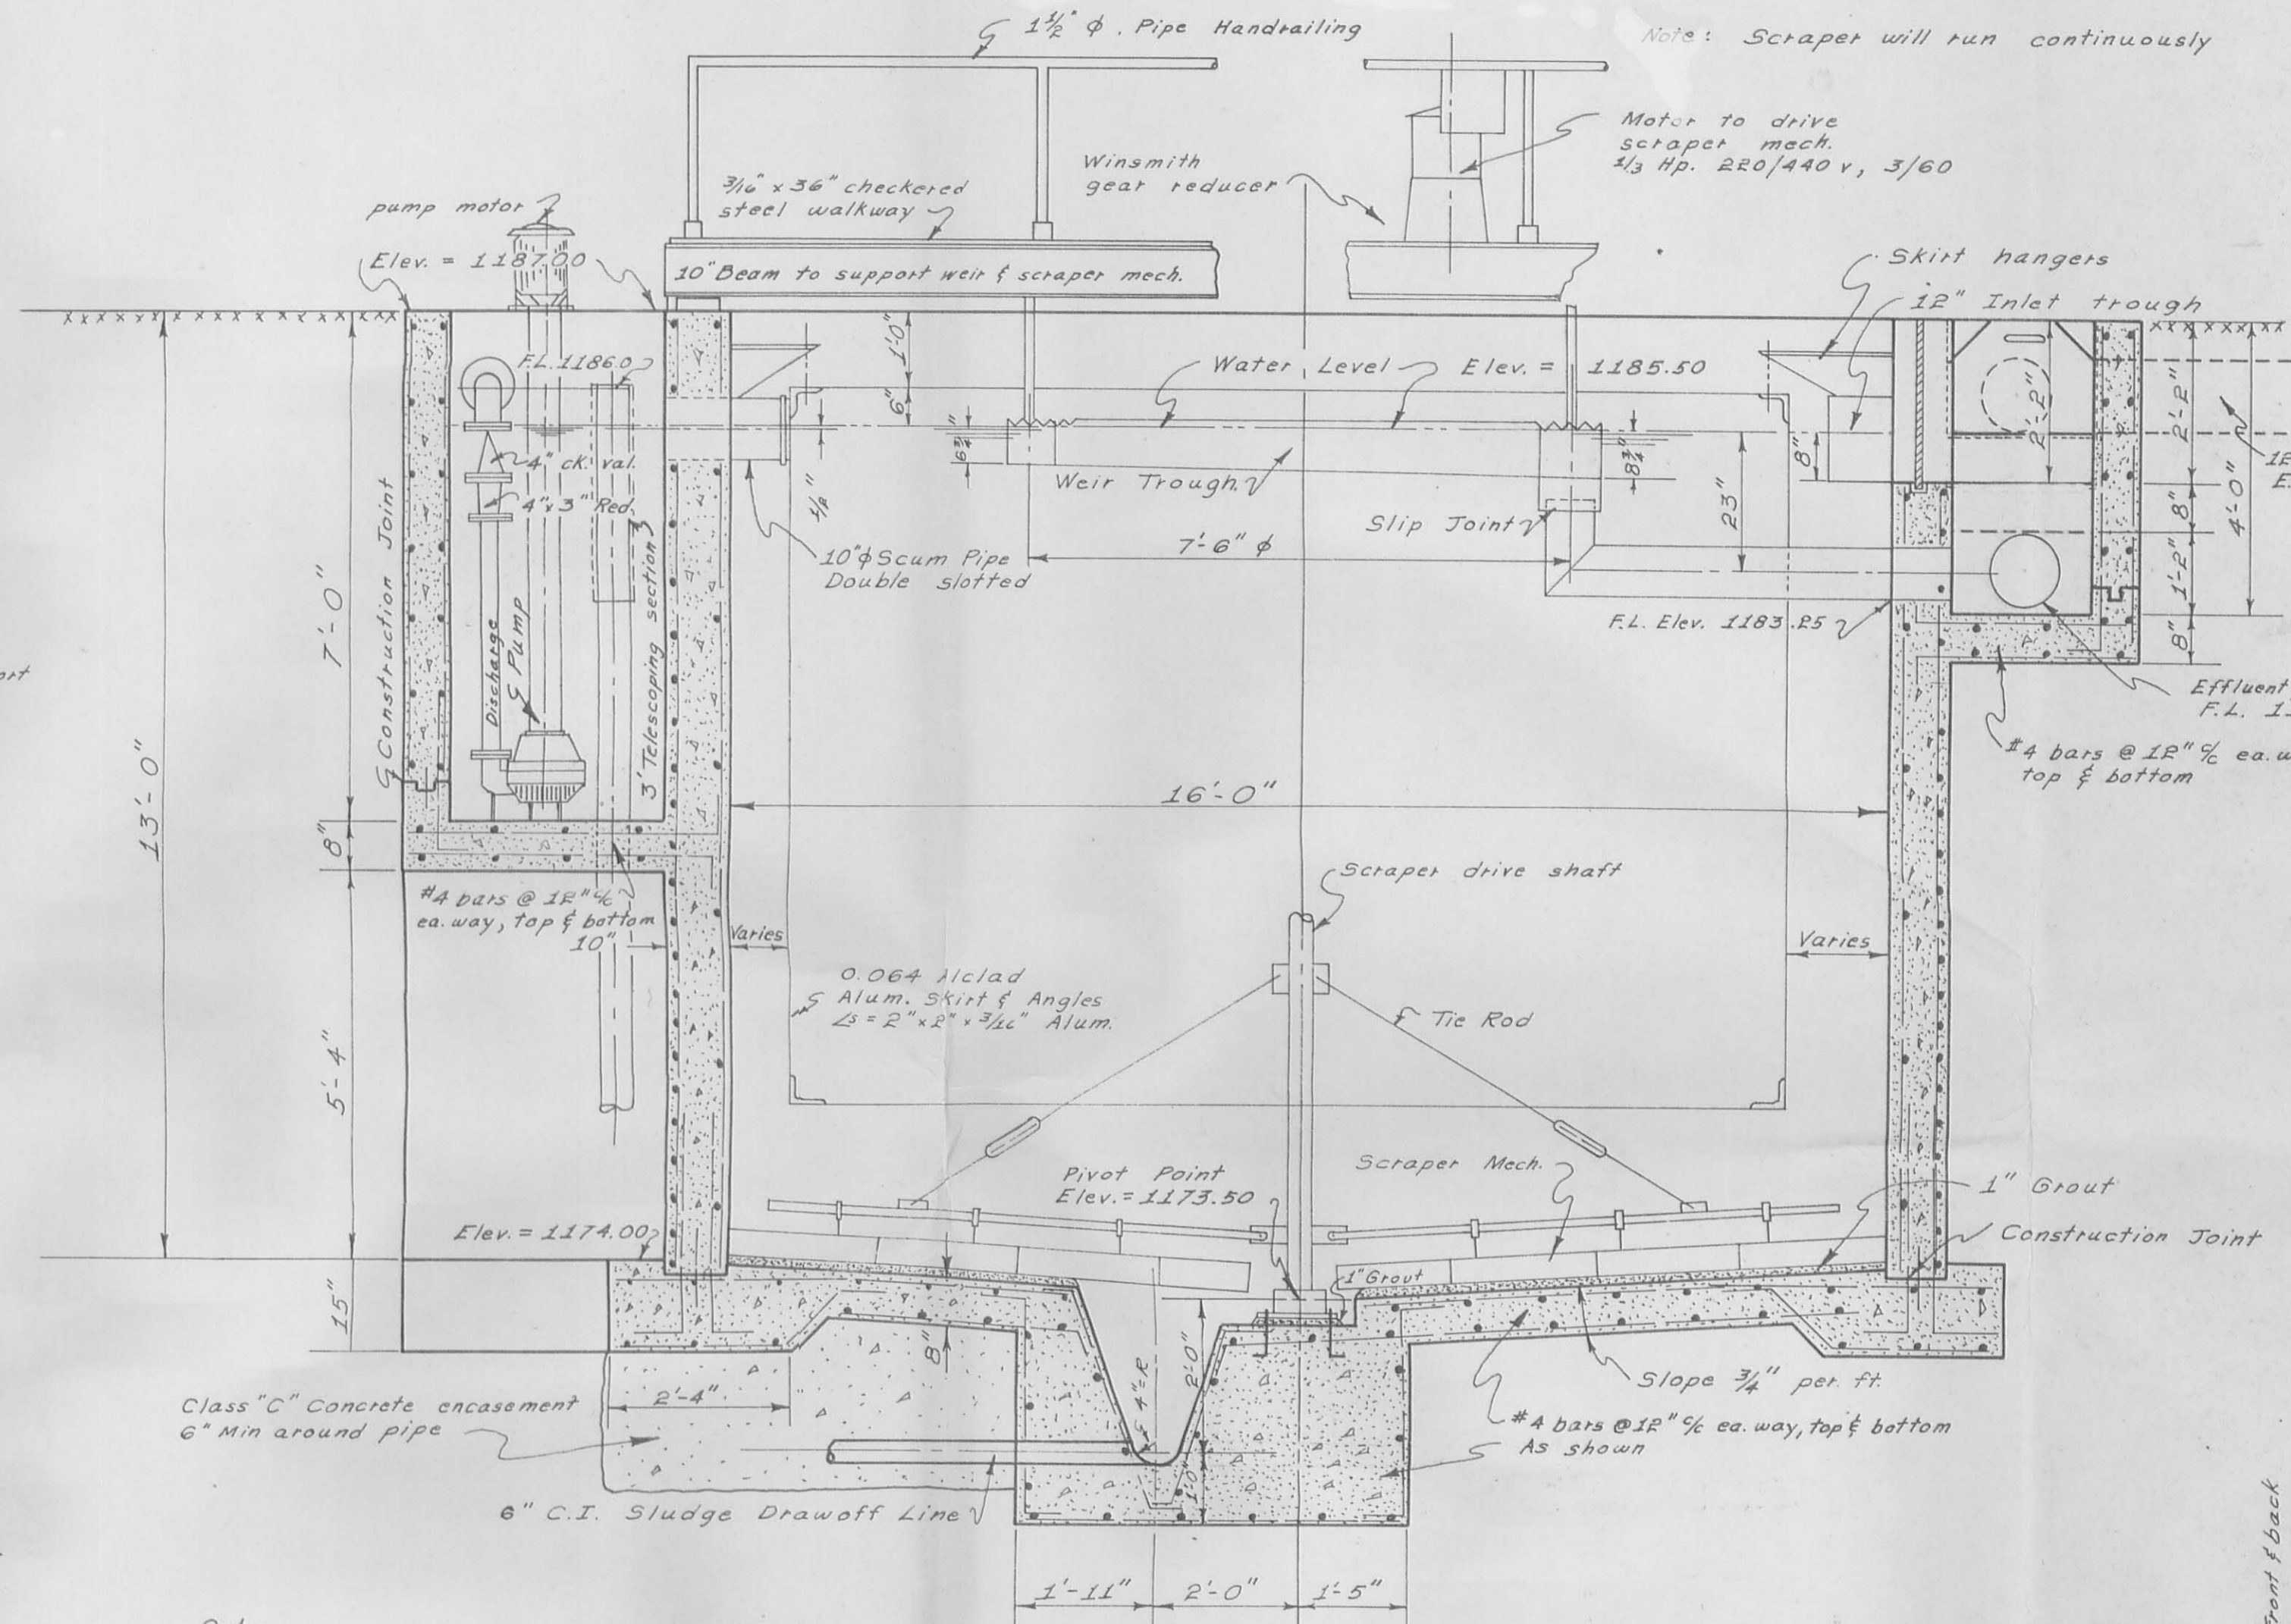 1½" ϕ . Pipe Handrailing
Note: Scraper will run continuously
Motor to drive
scraper mech.
1/3 Hp. 220/440 v, 3/60
Winsmith
gear reducer
3/16" x 36" checkered
steel walkway
pump motor
Elev. = 1187.00
10" Beam to support weir & scraper mech.
Skirt hangers
12" Inlet trough
F.L. 1186.0
1'-0"
6"
Water Level
Elev. = 1185.50
4" ck. val.
4" x 3" Red.
6¾"
8¾"
Weir Trough
Slip Joint
7'-6" ϕ
23"
8"
2'-2"
2'-2"
8"
1'-2"
4'-0"
8"
12
E.
½"
10" ϕ Scum Pipe
Double slotted
F.L. Elev. 1183.25
Effluent
F.L.
#4 bars @ 12" c/c ea.
top & bottom
℄ Construction Joint
Discharge
℄ Pump
3' Telescoping section
13'-0"
7'-0"
8"
5'-4"
15"
16'-0"
#4 bars @ 12" c/c
ea. way, top & bottom
10"
Varies
Varies
Scraper drive shaft
0.064 Alclad
Alum. Skirt & Angles
∠s = 2" x 2" x 3/16" Alum.
Tie Rod
Pivot Point
Elev. = 1173.50
Scraper Mech.
1" Grout
Construction Joint
Elev. = 1174.00
1" Grout
8"
2'-4"
4"=R
2'-0"
1'-0"
Slope ¾" per. ft.
Class "C" Concrete encasement
6" Min around pipe
#4 bars @ 12" c/c ea. way, top & bottom
As shown
6" C.I. Sludge Drawoff Line
1'-11"
2'-0"
1'-5"
Front & back